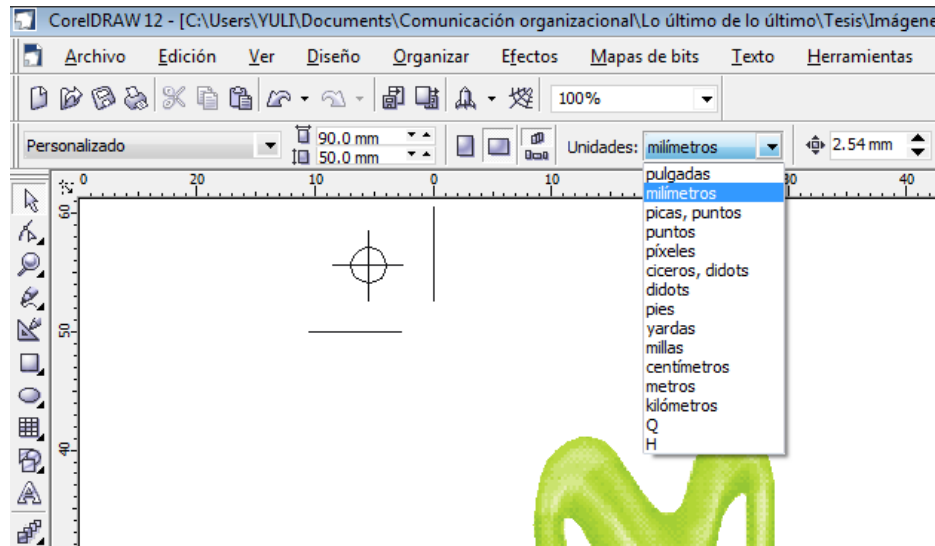 CorelDRAW 12 - [C:\Users\YULI\Documents\Comunicación organizacional\Lo último de lo último\Tesis\Imágene
Archivo Edición Ver Diseño Organizar Efectos Mapas de bits Texto Herramientas
100%
Personalizado 90.0 mm Unidades: milímetros 2.54 mm
50.0 mm
0 20 10 0 10 30 40
pulgadas
milímetros
picas, puntos
puntos
píxeles
ciceros, didots
didots
pies
yardas
millas
centímetros
metros
kilómetros
Q
H
60
50
40